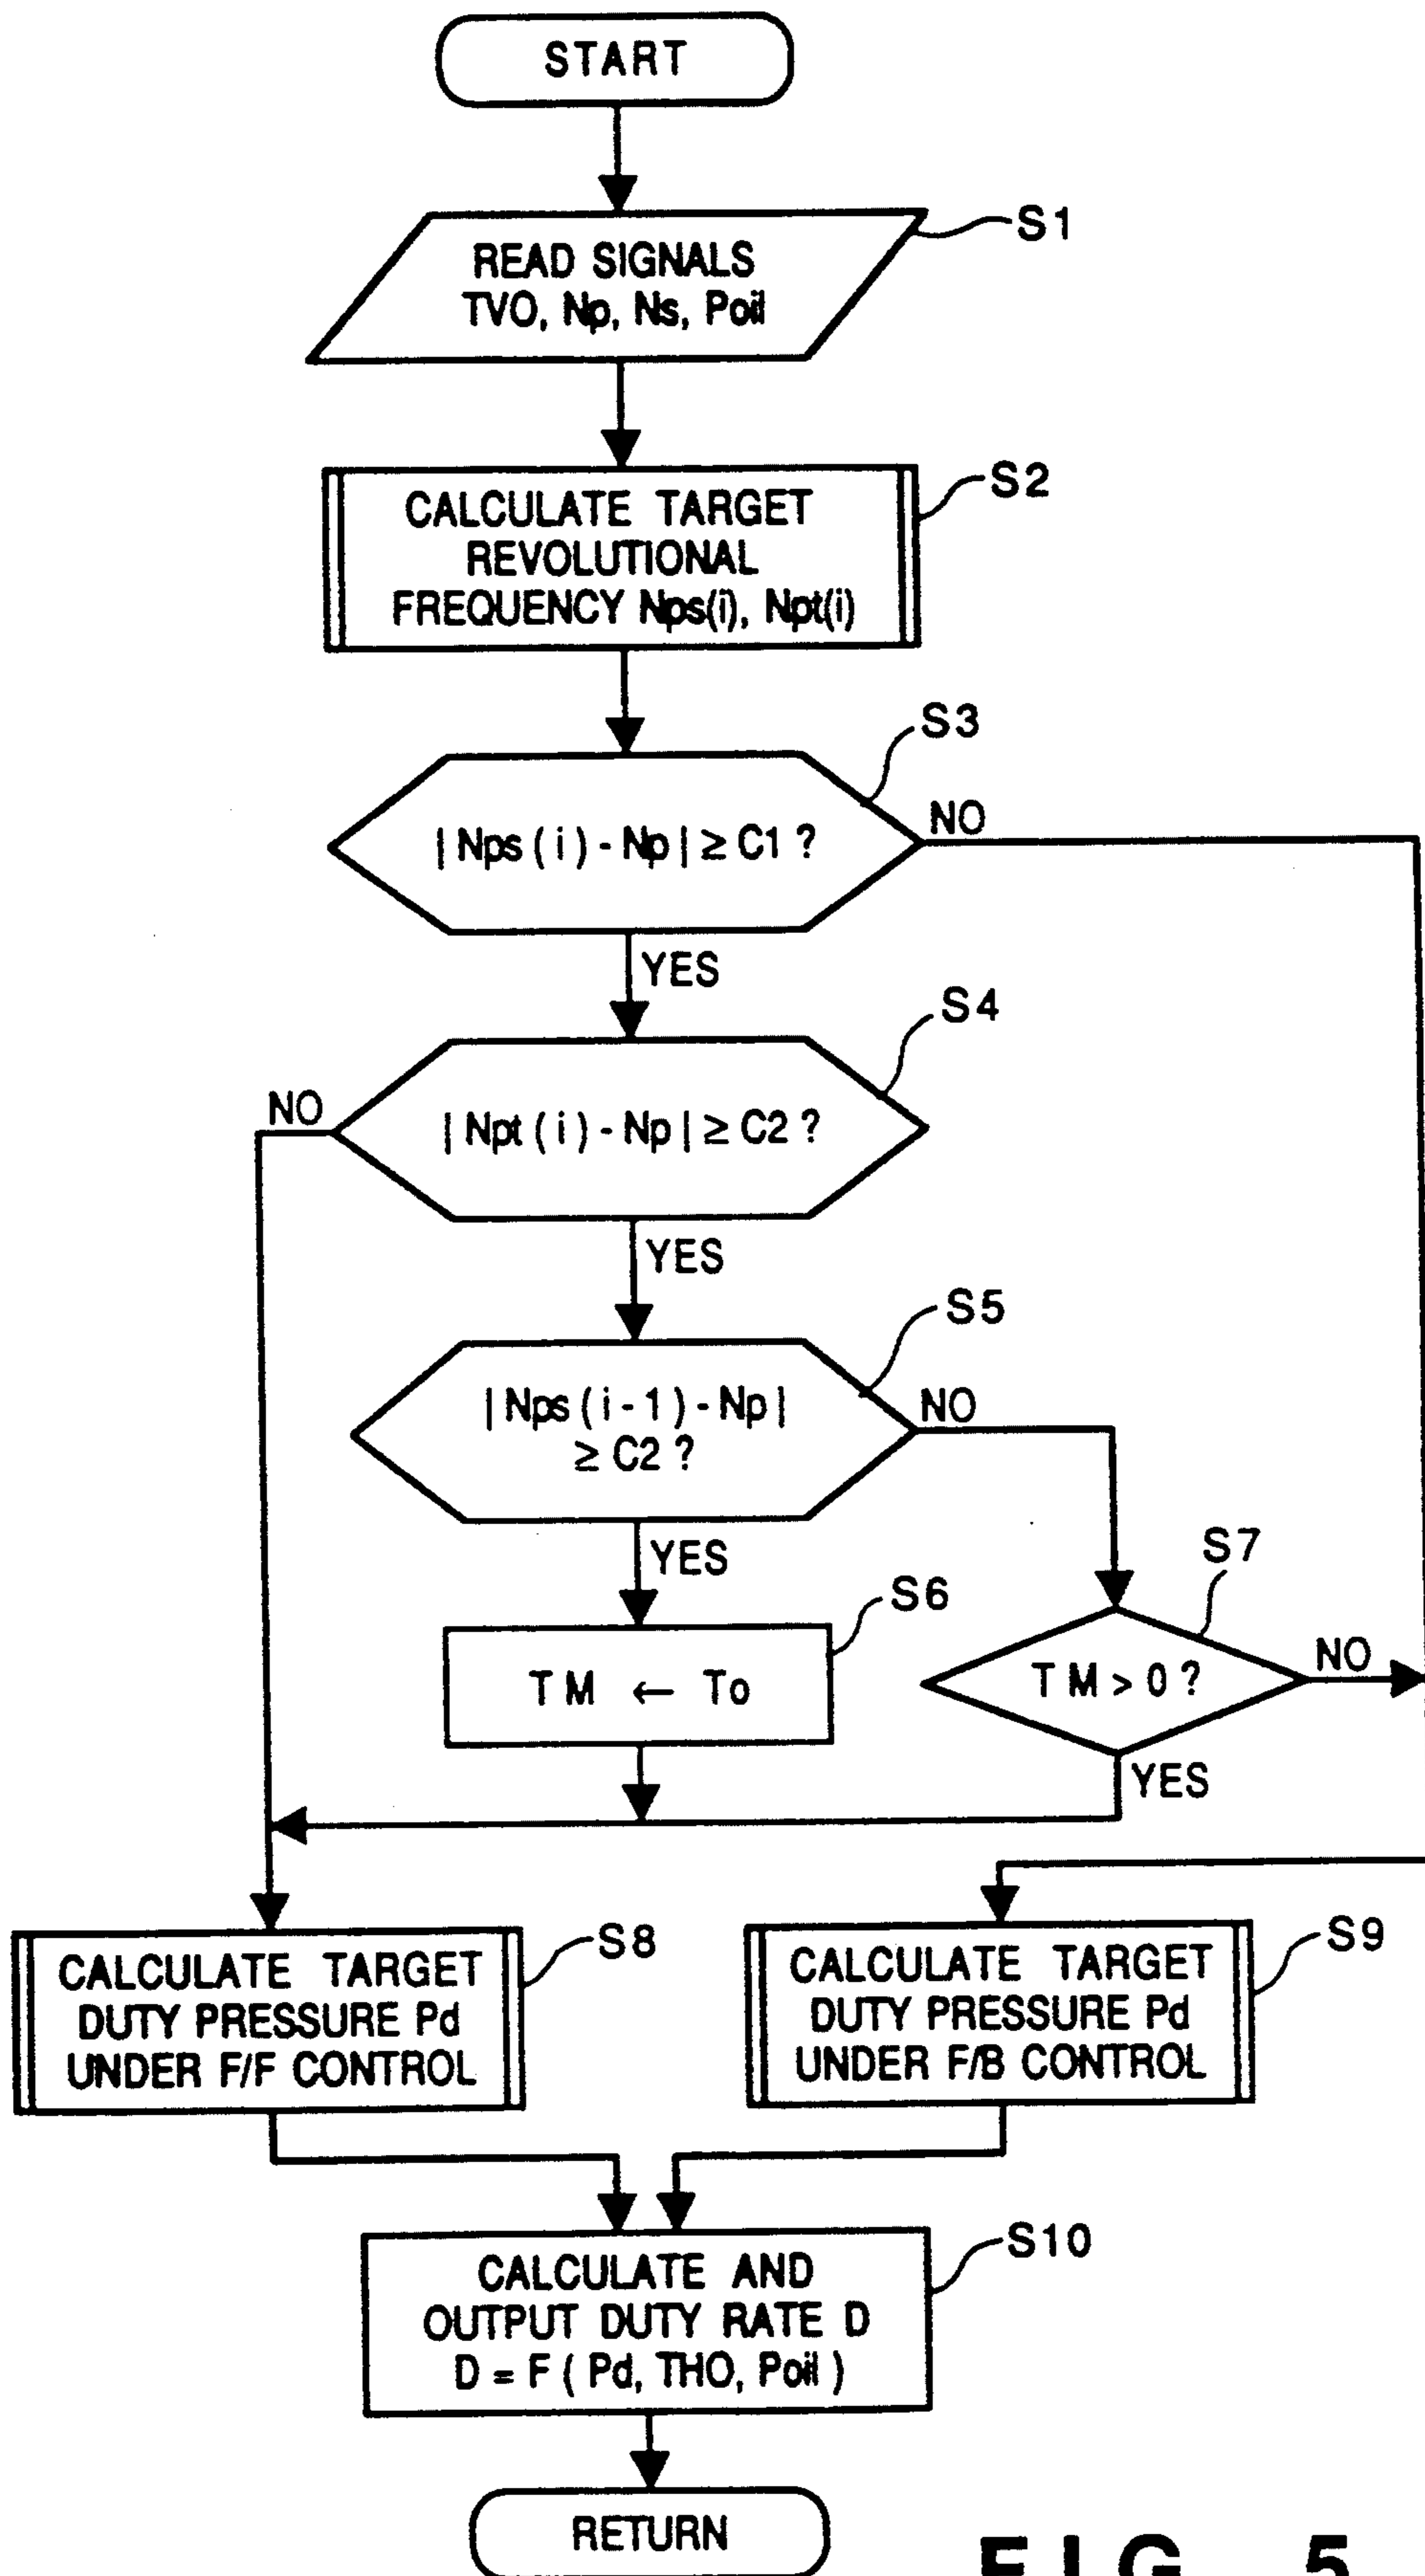 START
S1
READ SIGNALS
TVO, Np, Ns, Poil
S2
CALCULATE TARGET
REVOLUTIONAL
FREQUENCY Nps(i), Npt(i)
S3
| Nps ( i ) - Np | ≥ C1 ?
NO
YES
S4
NO
| Npt ( i ) - Np | ≥ C2 ?
YES
S5
| Nps ( i - 1 ) - Np |
≥ C2 ?
NO
YES
S7
S6
TM ← To
TM > 0 ?
NO
YES
S8
CALCULATE TARGET
DUTY PRESSURE Pd
UNDER F/F CONTROL
S9
CALCULATE TARGET
DUTY PRESSURE Pd
UNDER F/B CONTROL
S10
CALCULATE AND
OUTPUT DUTY RATE D
D = F ( Pd, THO, Poil )
RETURN
FIG. 5